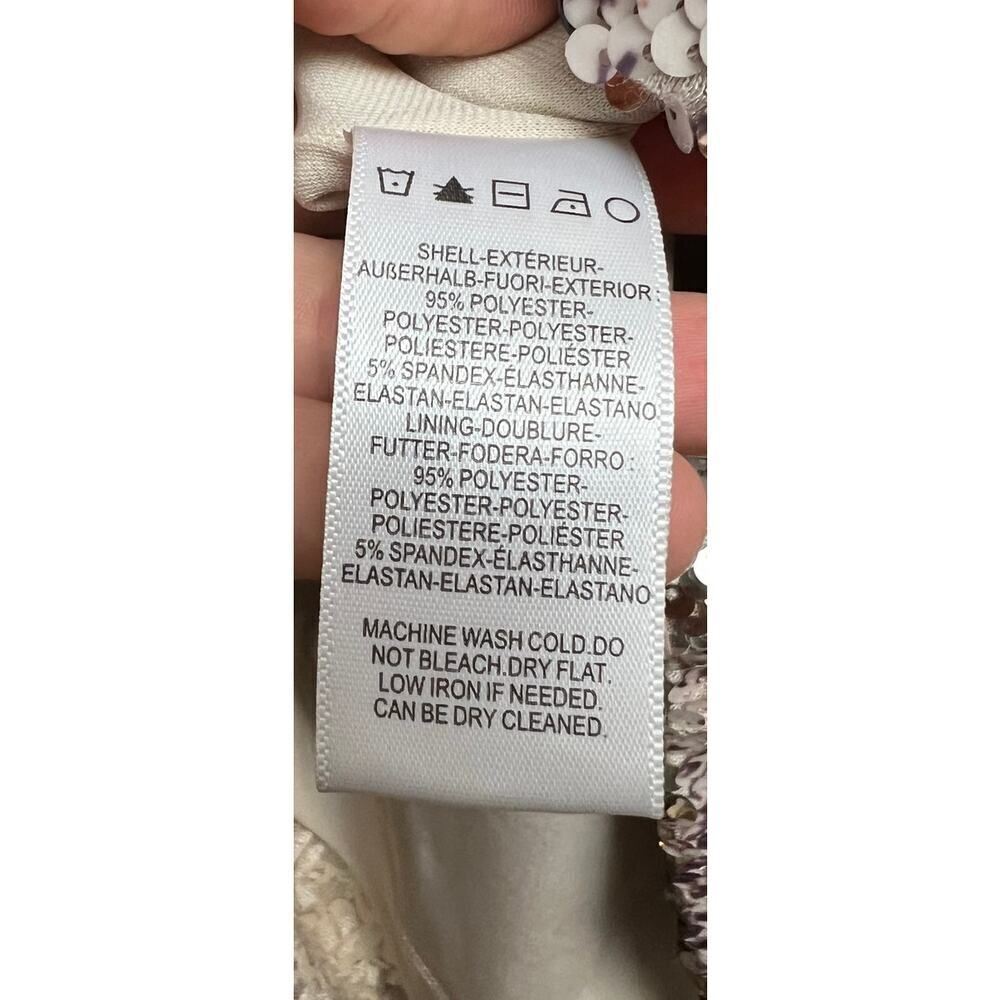 SHELL-EXTÉRIEUR-
AUßERHALB-FUORI-EXTERIOR :
95% POLYESTER-
POLYESTER-POLYESTER-
POLIESTERE-POLIÉSTER
5% SPANDEX-ÉLASTHANNE-
ELASTAN-ELASTAN-ELASTANO
LINING-DOUBLURE-
FUTTER-FODERA-FORRO :
95% POLYESTER-
POLYESTER-POLYESTER-
POLIESTERE-POLIÉSTER
5% SPANDEX-ÉLASTHANNE-
ELASTAN-ELASTAN-ELASTANO
MACHINE WASH COLD.DO
NOT BLEACH.DRY FLAT.
LOW IRON IF NEEDED.
CAN BE DRY CLEANED.